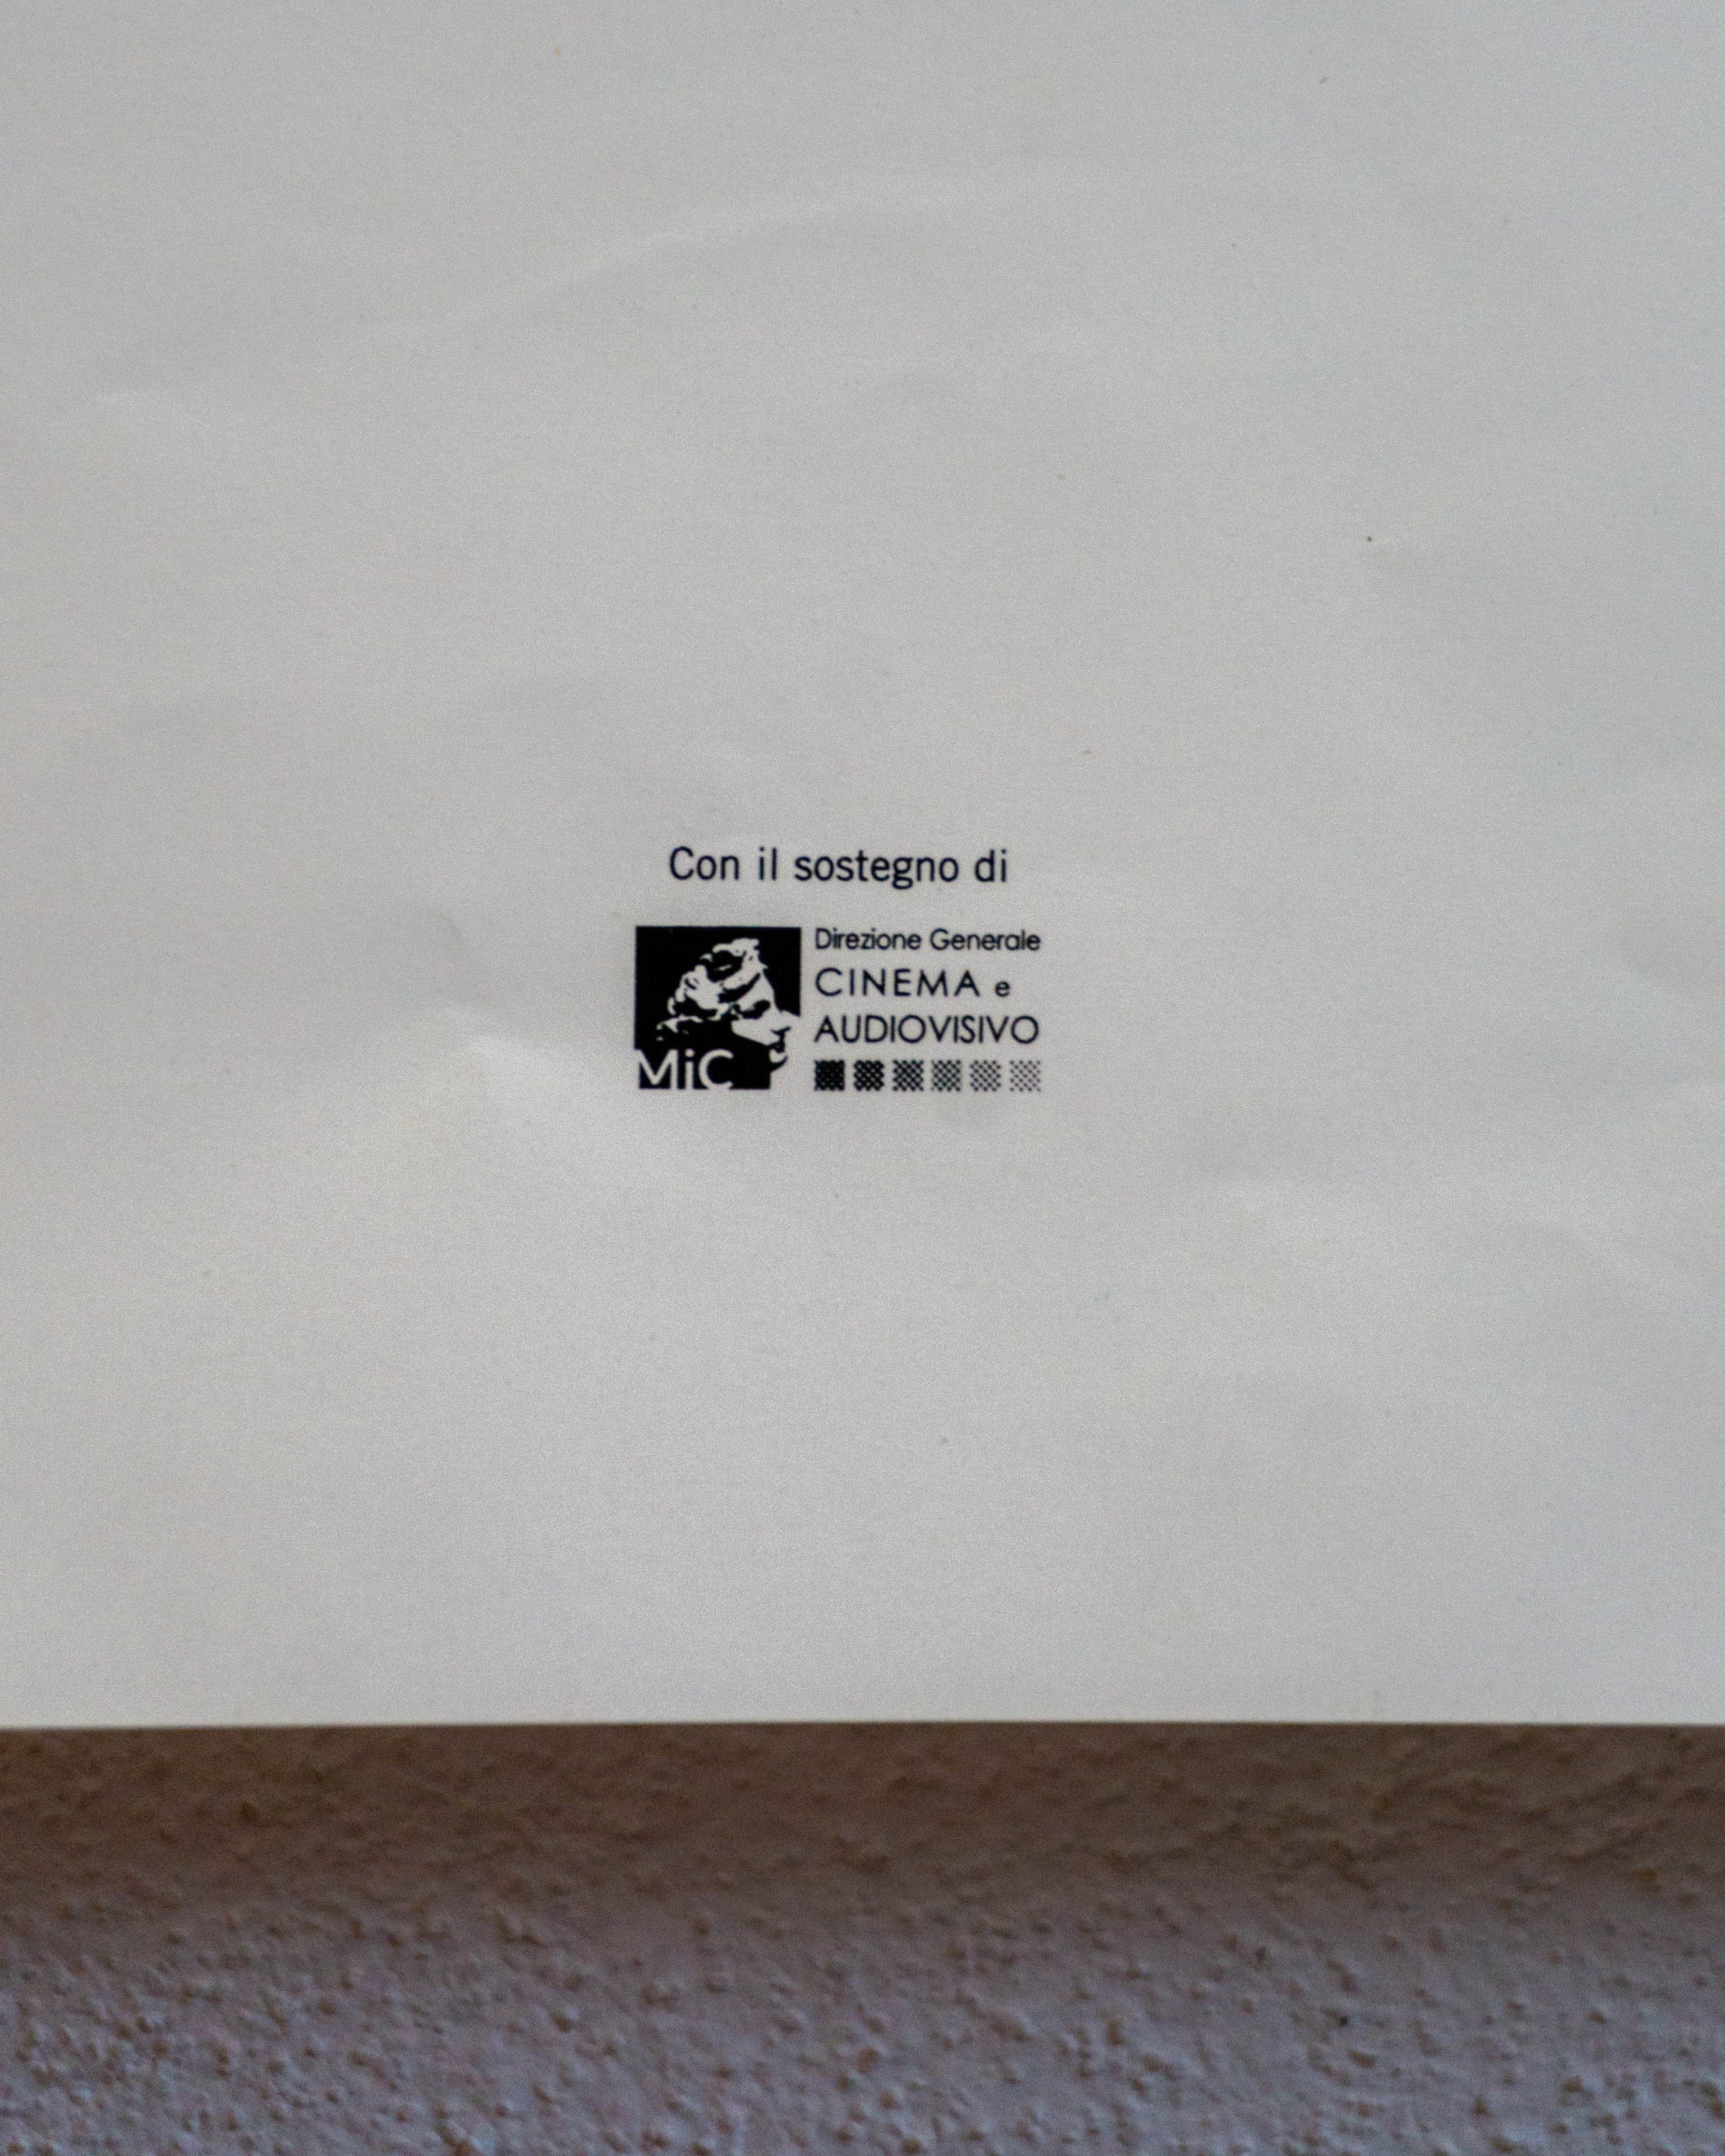 Con il sostegno di
MiC
Direzione Generale
CINEMA e
AUDIOVISIVO